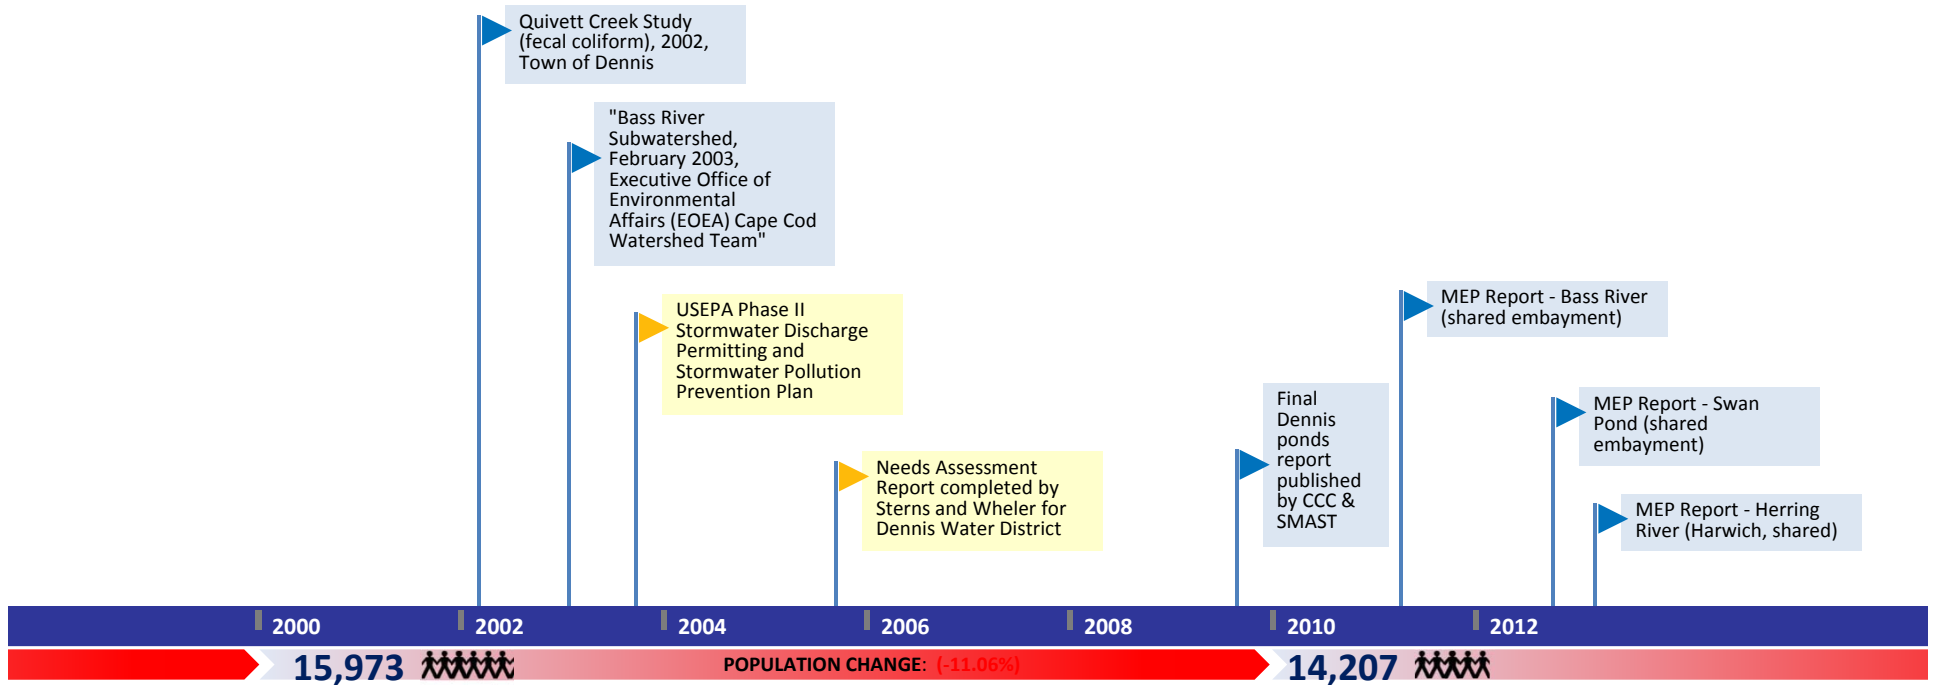 Quivett Creek Study
(fecal coliform), 2002,
Town of Dennis
"Bass River
Subwatershed,
February 2003,
Executive Office of
Environmental
Affairs (EOEA) Cape Cod
Watershed Team"
USEPA Phase II
Stormwater Discharge
Permitting and
Stormwater Pollution
Prevention Plan
Needs Assessment
Report completed by
Sterns and Wheler for
Dennis Water District
Final
Dennis
ponds
report
published
by CCC &
SMAST
MEP Report - Bass River
(shared embayment)
MEP Report - Swan
Pond (shared
embayment)
MEP Report - Herring
River (Harwich, shared)
2000 2002 2004 2006 2008 2010 2012
15,973 POPULATION CHANGE: (-11.06%) 14,207